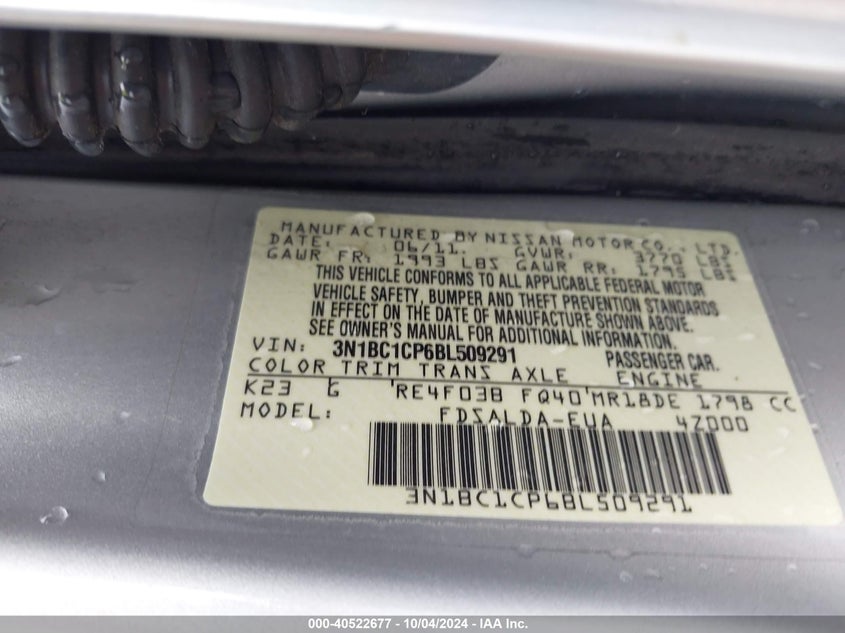 MANUFACTURED BY NISSAN MOTOR CO., LTD.
DATE: 06/11. GVWR: 3770 LBS
GAWR FR: 1993 LBS GAWR RR: 1795 LBS
THIS VEHICLE CONFORMS TO ALL APPLICABLE FEDERAL MOTOR
VEHICLE SAFETY, BUMPER AND THEFT PREVENTION STANDARDS
IN EFFECT ON THE DATE OF MANUFACTURE SHOWN ABOVE.
SEE OWNER'S MANUAL FOR ADDITIONAL INFORMATION.
VIN: 3N1BC1CP6BL509291 PASSENGER CAR.
COLOR TRIM TRANS AXLE ENGINE
K23 G RE4F03B FQ40 MR18DE 1798 CC
MODEL: FDSALDA-EUA 4Z000
3N1BC1CP6BL509291
000-40522677 - 10/04/2024 - IAA Inc.